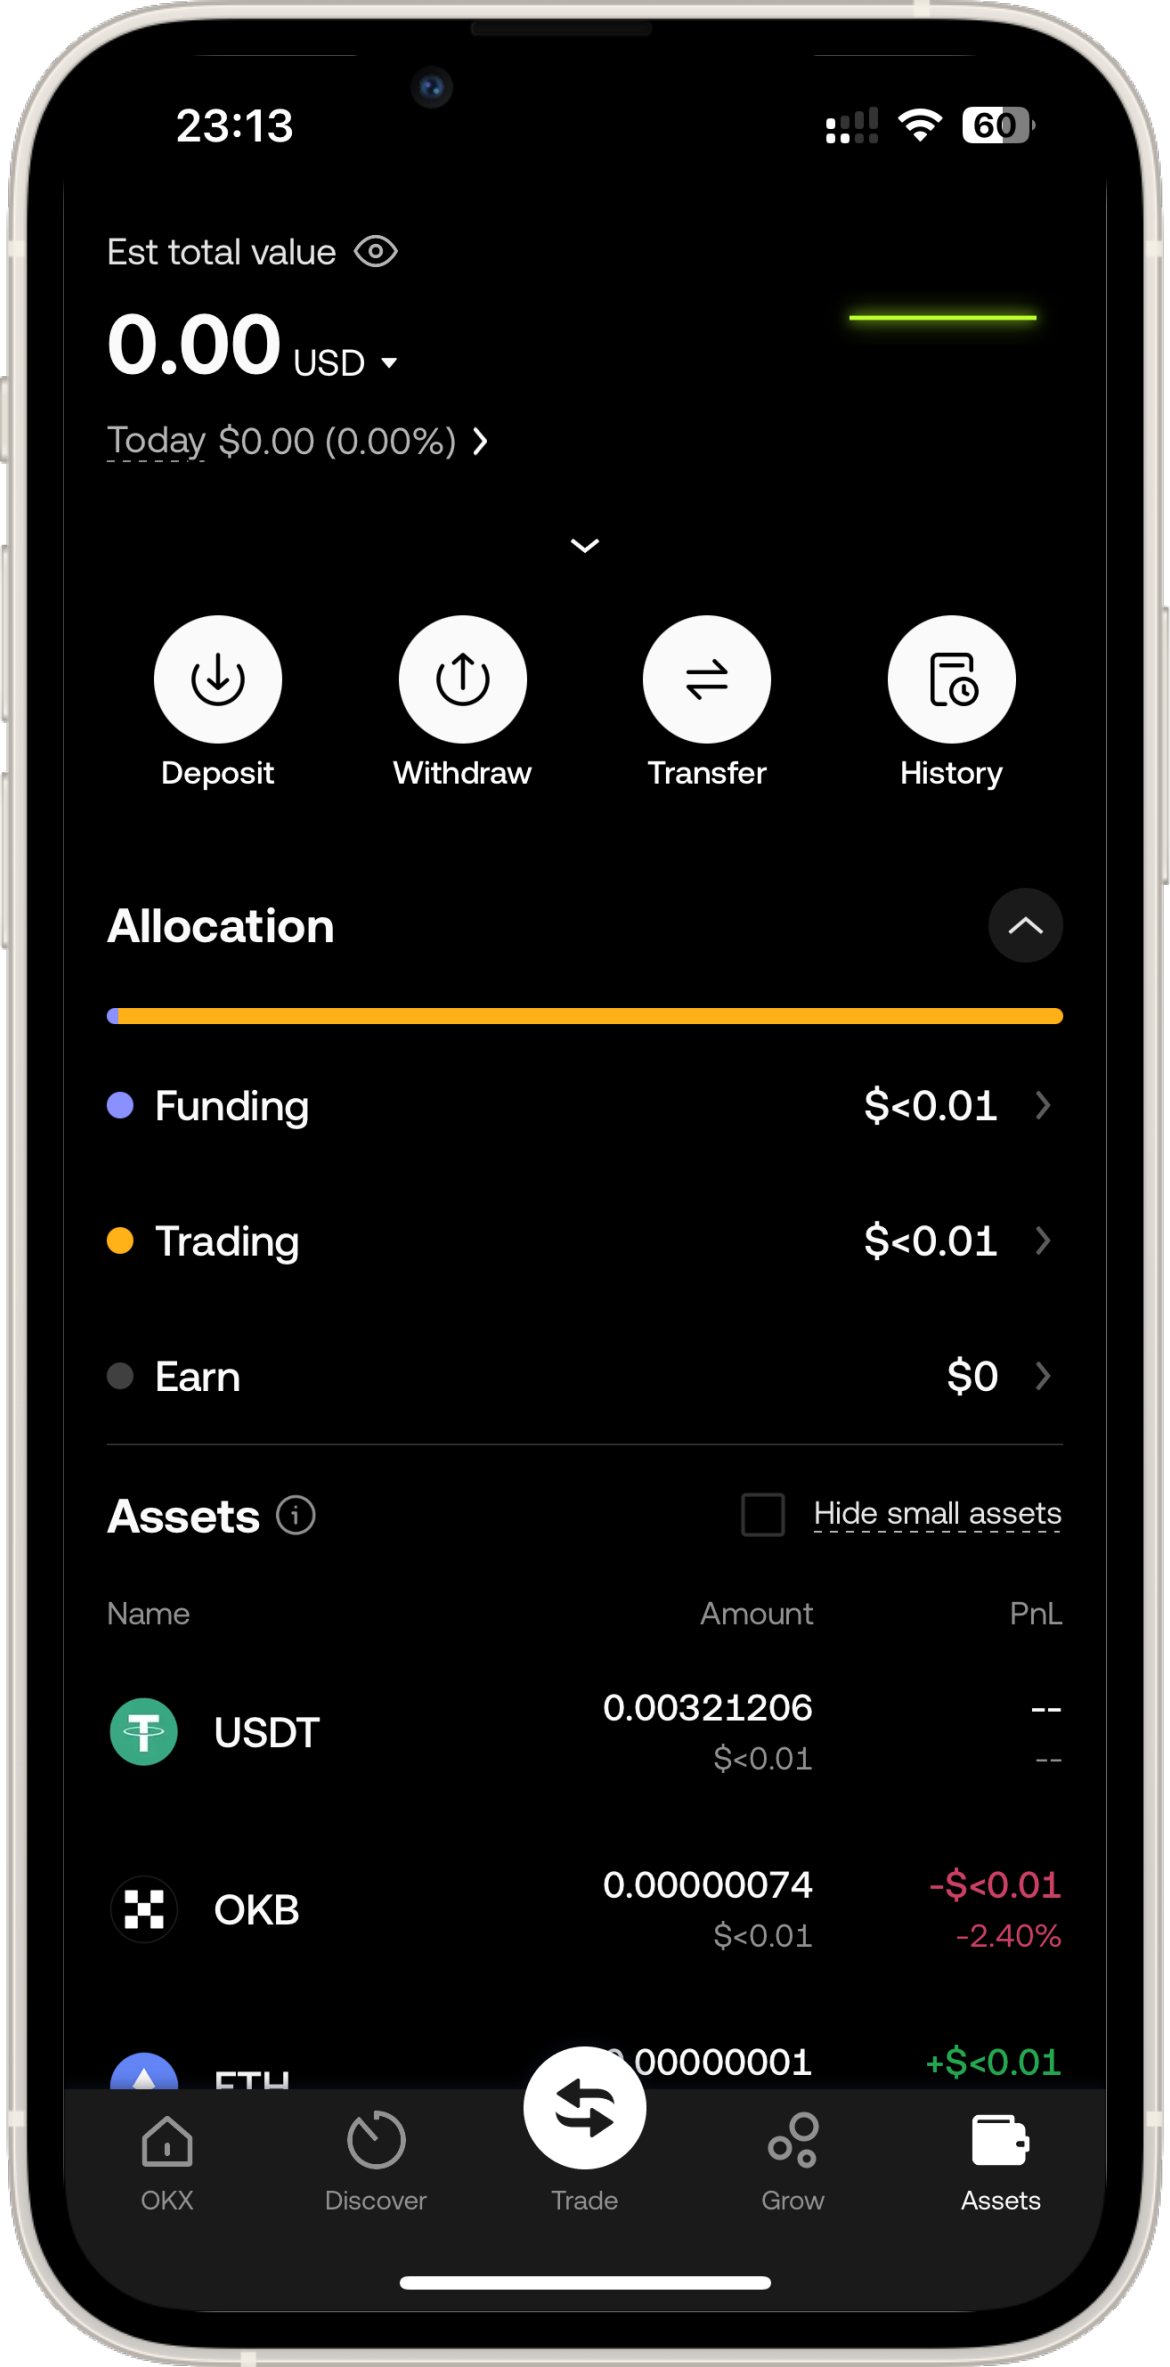 23:13
60
Est total value
0.00 USD
Today $0.00 (0.00%)
Deposit Withdraw Transfer History
Allocation
Funding $<0.01
Trading $<0.01
Earn $0
Assets Hide small assets
Name Amount PnL
0.00321206 --
USDT
$<0.01 --
0.00000074 -$<0.01
OKB
$<0.01 -2.40%
0.00000001 +$<0.01
ETH
OKX Discover Trade Grow Assets